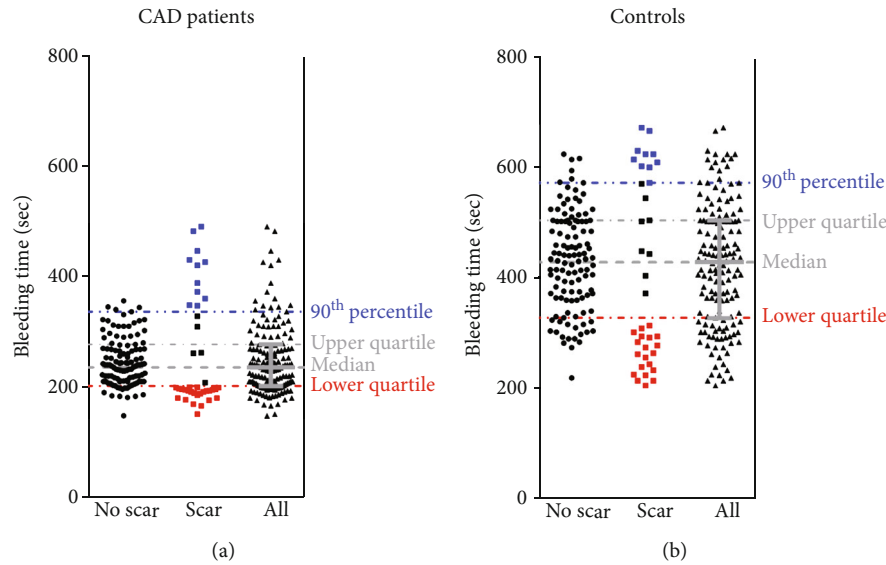 CAD patients
Bleeding time (sec)
800
600
400
200
0
90th percentile
Upper quartile
Median
Lower quartile
No scar
Scar
All
(a)
Controls
Bleeding time (sec)
800
600
400
200
0
90th percentile
Upper quartile
Median
Lower quartile
No scar
Scar
All
(b)